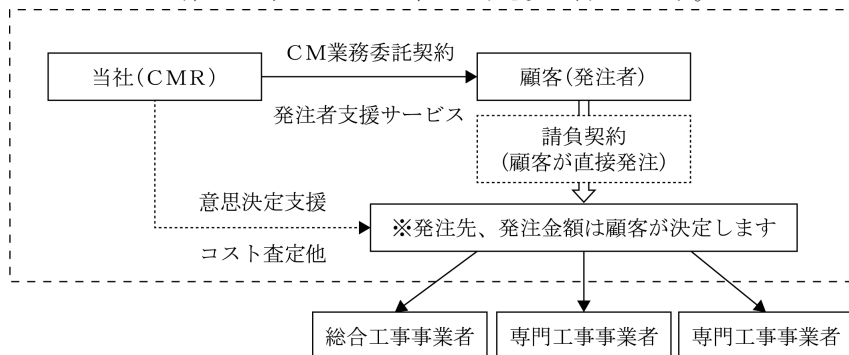 CM業務委託契約
当社(CMR)
顧客(発注者)
発注者支援サービス
請負契約
(顧客が直接発注)
意思決定支援
※発注先、発注金額は顧客が決定します
コスト査定他
総合工事事業者
専門工事事業者
専門工事事業者